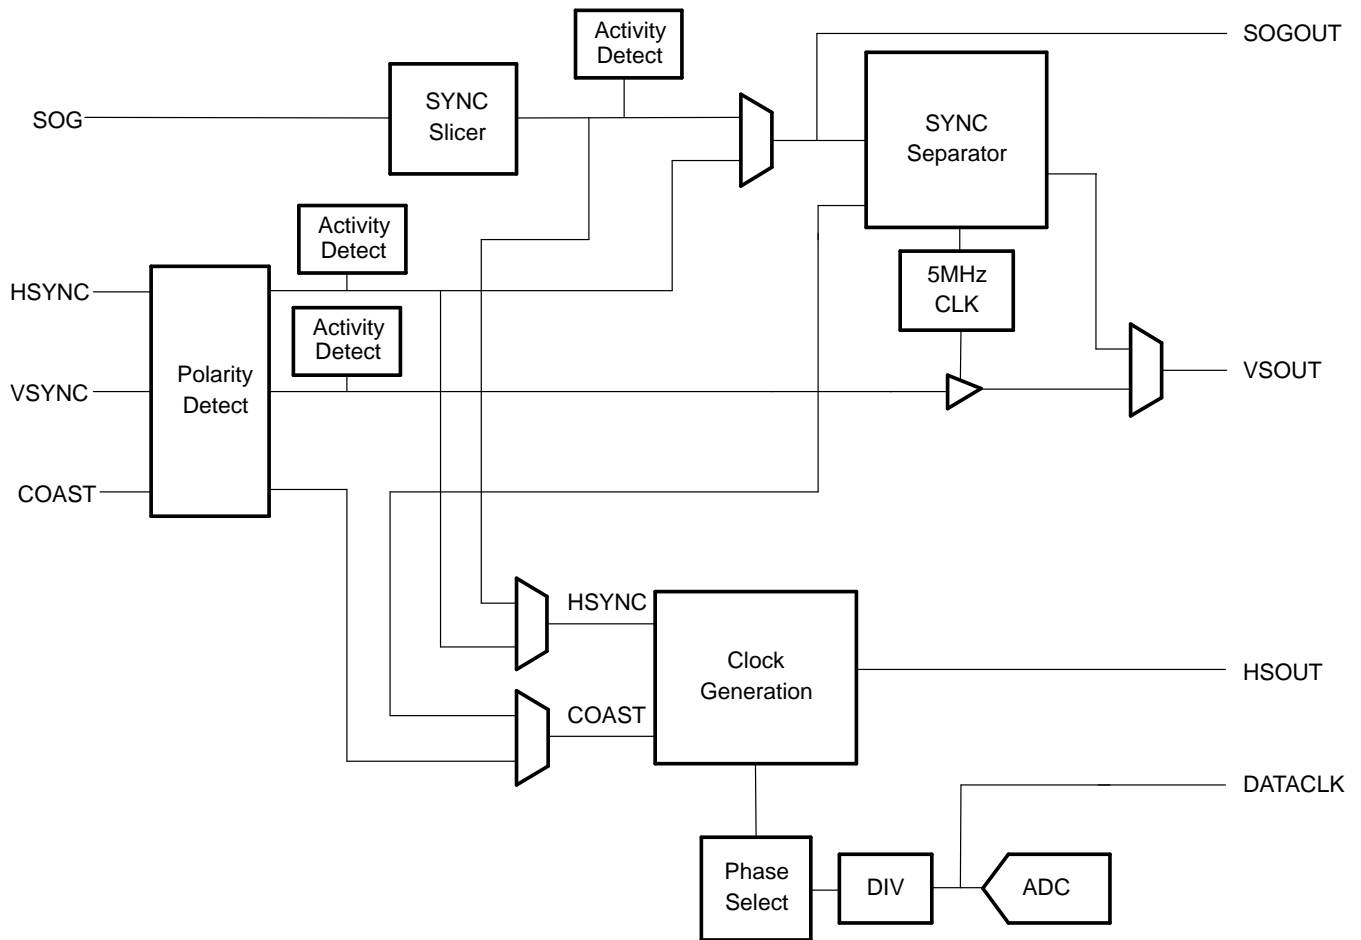 Activity
Detect
SOGOUT
SYNC
Slicer
SOG
SYNC
Separator
Activity
Detect
HSYNC
5MHz
CLK
Activity
Detect
Polarity
Detect
VSYNC
VSOUT
COAST
HSYNC
Clock
Generation
HSOUT
COAST
DATACLK
Phase
Select
DIV
ADC